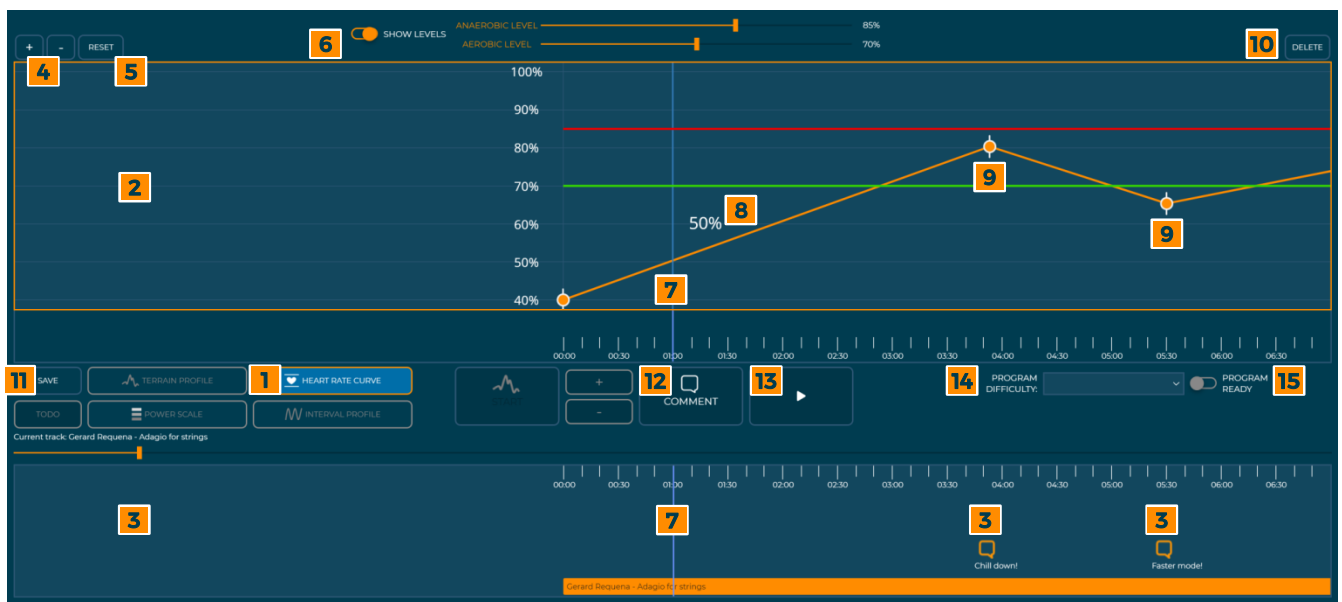 6 SHOW LEVELS ANAEROBIC LEVEL 85%
AEROBIC LEVEL 70%
+ - RESET 10 DELETE
4 5
100%
90%
80%
9
2 70%
8
60% 50%
9
50%
7
40%
00:00 00:30 01:00 01:30 02:00 02:30 03:00 03:30 04:00 04:30 05:00 05:30 06:00 06:30
11 SAVE TERRAIN PROFILE 1 HEART RATE CURVE + 12 COMMENT 13 14 PROGRAM DIFFICULTY: PROGRAM READY 15
TODO POWER SCALE INTERVAL PROFILE -
Current track: Gerard Requena - Adagio for strings
00:00 00:30 01:00 01:30 02:00 02:30 03:00 03:30 04:00 04:30 05:00 05:30 06:00 06:30
3 7 3 3
Chill down! Faster mode!
Gerard Requena - Adagio for strings